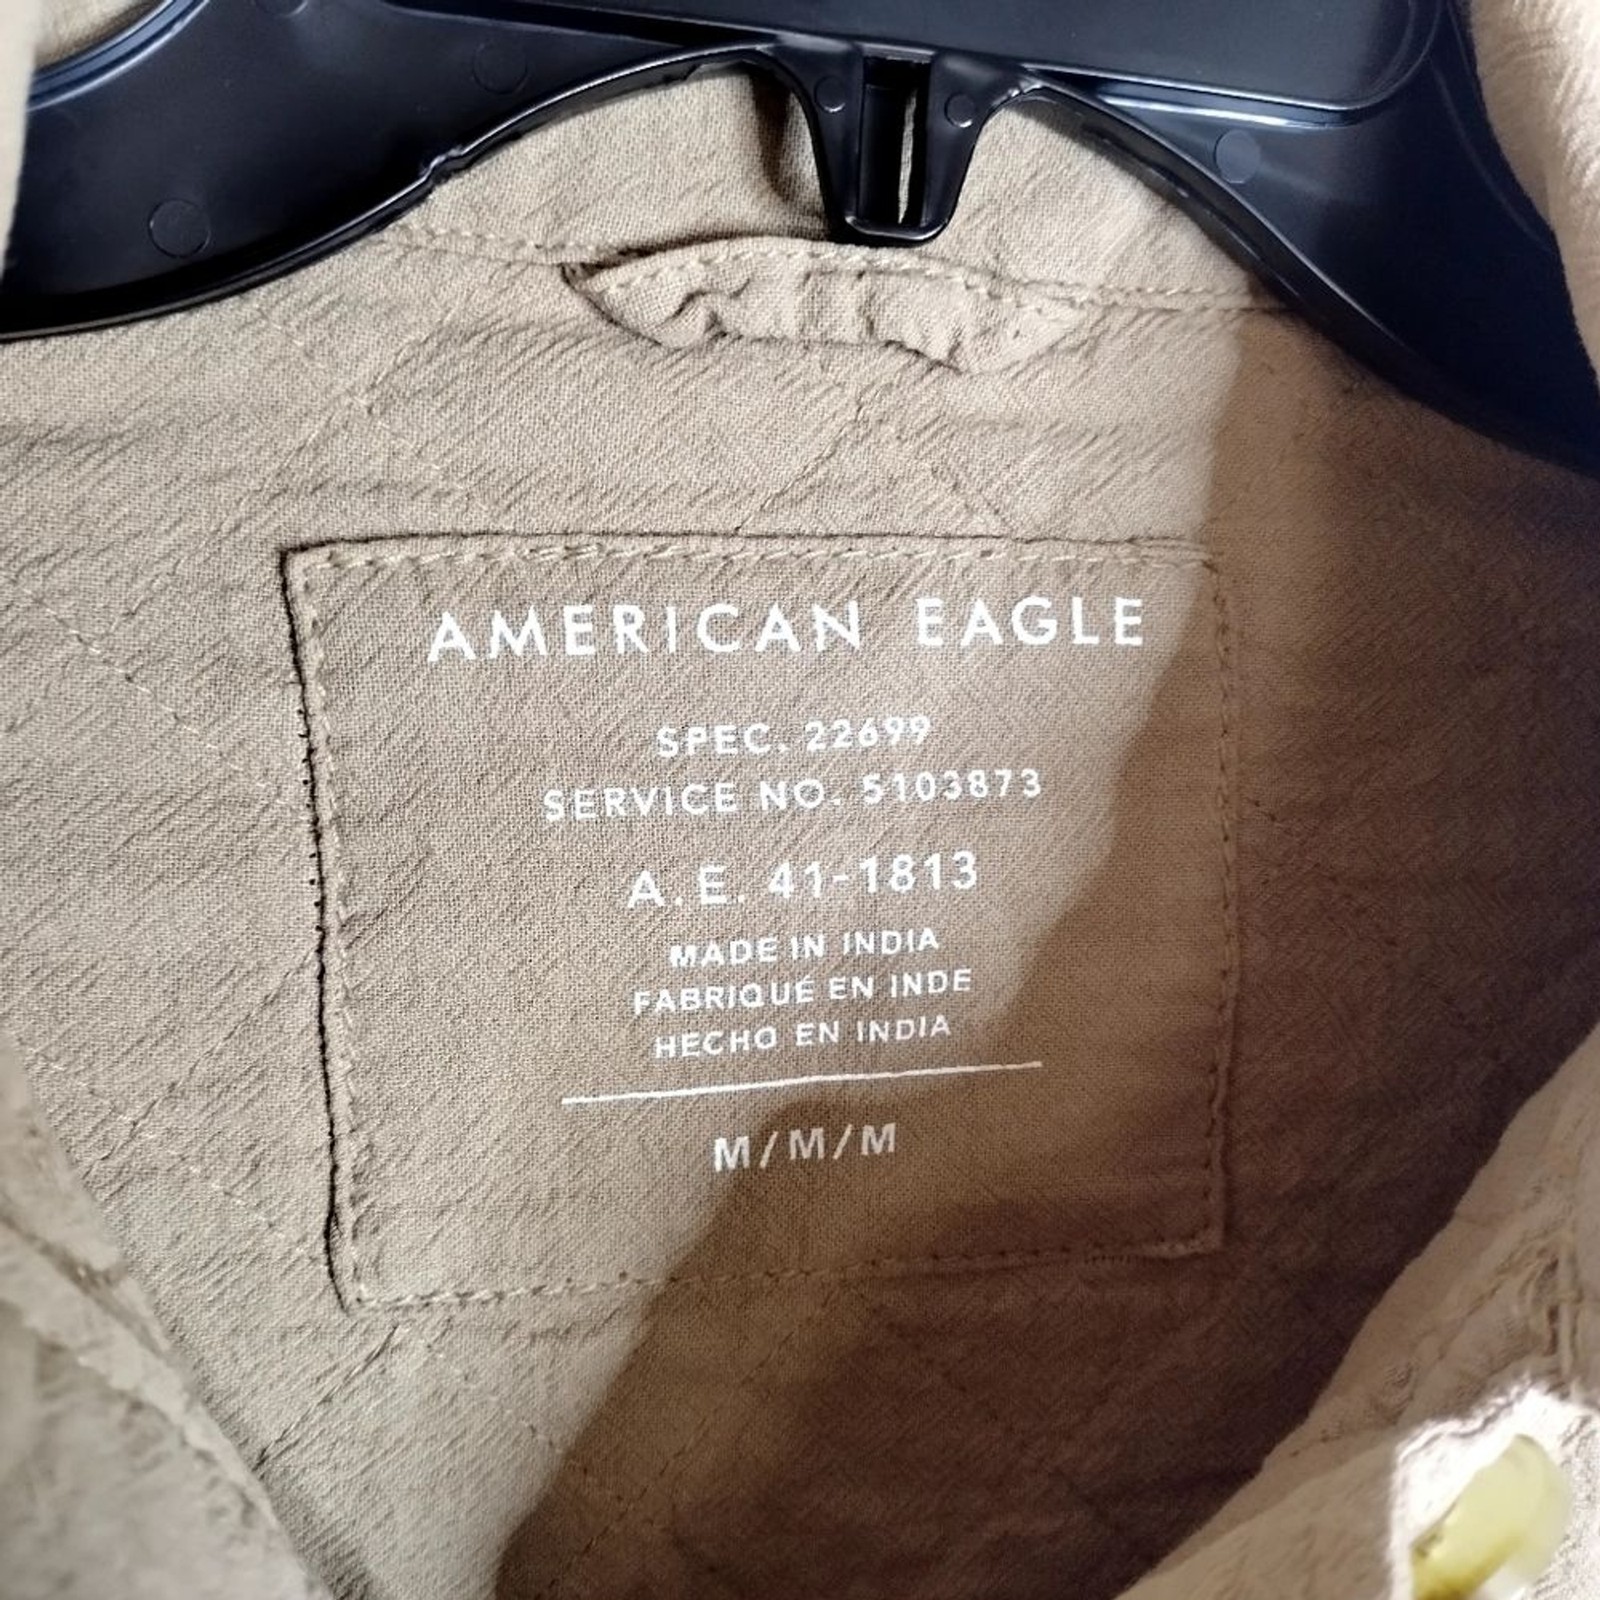 AMERICAN EAGLE
SPEC. 22699
SERVICE NO. 5103873
A.E. 41-1813
MADE IN INDIA
FABRIQUÉ EN INDE
HECHO EN INDIA
M/M/M